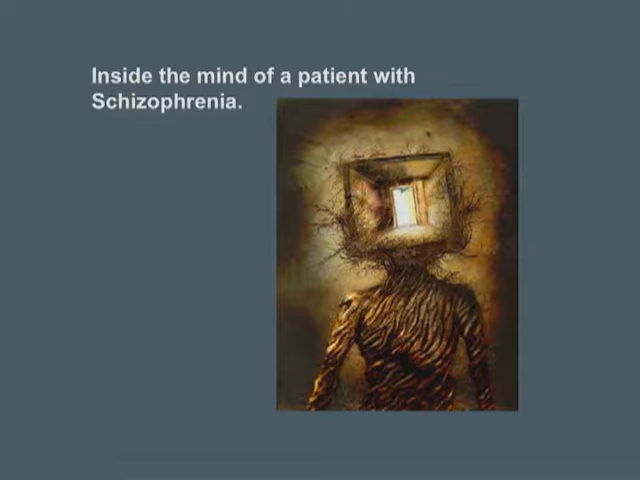 Inside the mind of a patient with
Schizophrenia.